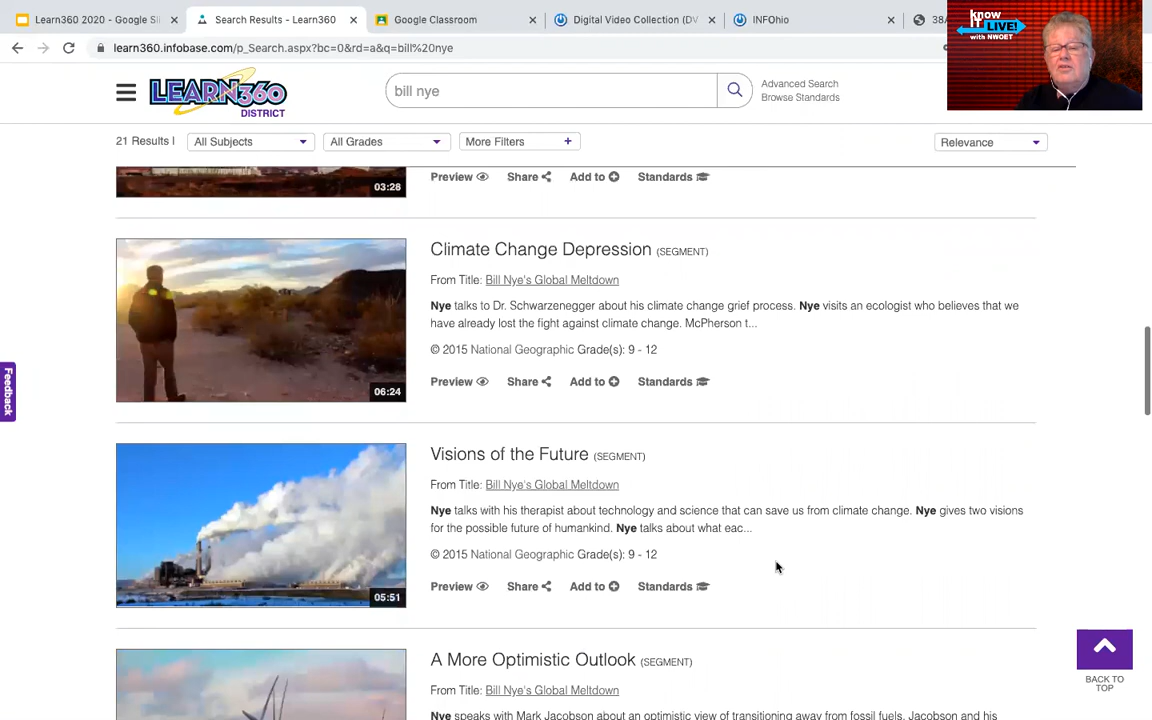 Learn360 2020 - Google Sli
Search Results - Learn360
Google Classroom
Digital Video Collection (DV
INFOhio
38A
learn360.infobase.com/p_Search.aspx?bc=0&rd=a&q=bill%20nye
Know
IT LIVE!
with NWOET
LEARN360
DISTRICT
bill nye
Advanced Search
Browse Standards
21 Results |
All Subjects
All Grades
More Filters +
Relevance
03:28
Preview
Share
Add to
Standards
Climate Change Depression (SEGMENT)
From Title: Bill Nye's Global Meltdown
Nye talks to Dr. Schwarzenegger about his climate change grief process. Nye visits an ecologist who believes that we
have already lost the fight against climate change. McPherson t...
© 2015 National Geographic Grade(s): 9 - 12
06:24
Preview
Share
Add to
Standards
Feedback
Visions of the Future (SEGMENT)
From Title: Bill Nye's Global Meltdown
Nye talks with his therapist about technology and science that can save us from climate change. Nye gives two visions
for the possible future of humankind. Nye talks about what eac...
© 2015 National Geographic Grade(s): 9 - 12
05:51
Preview
Share
Add to
Standards
A More Optimistic Outlook (SEGMENT)
From Title: Bill Nye's Global Meltdown
Nye speaks with Mark Jacobson about an optimistic view of transitioning away from fossil fuels. Jacobson and his
BACK TO
TOP